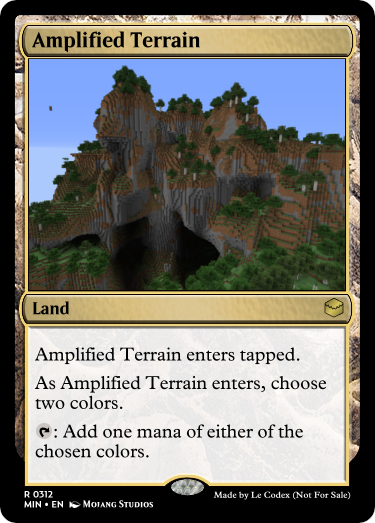 Amplified Terrain
Land
Amplified Terrain enters tapped.
As Amplified Terrain enters, choose
two colors.
: Add one mana of either of the
chosen colors.
R 0312
MIN • EN Mojang Studios
Made by Le Codex (Not For Sale)